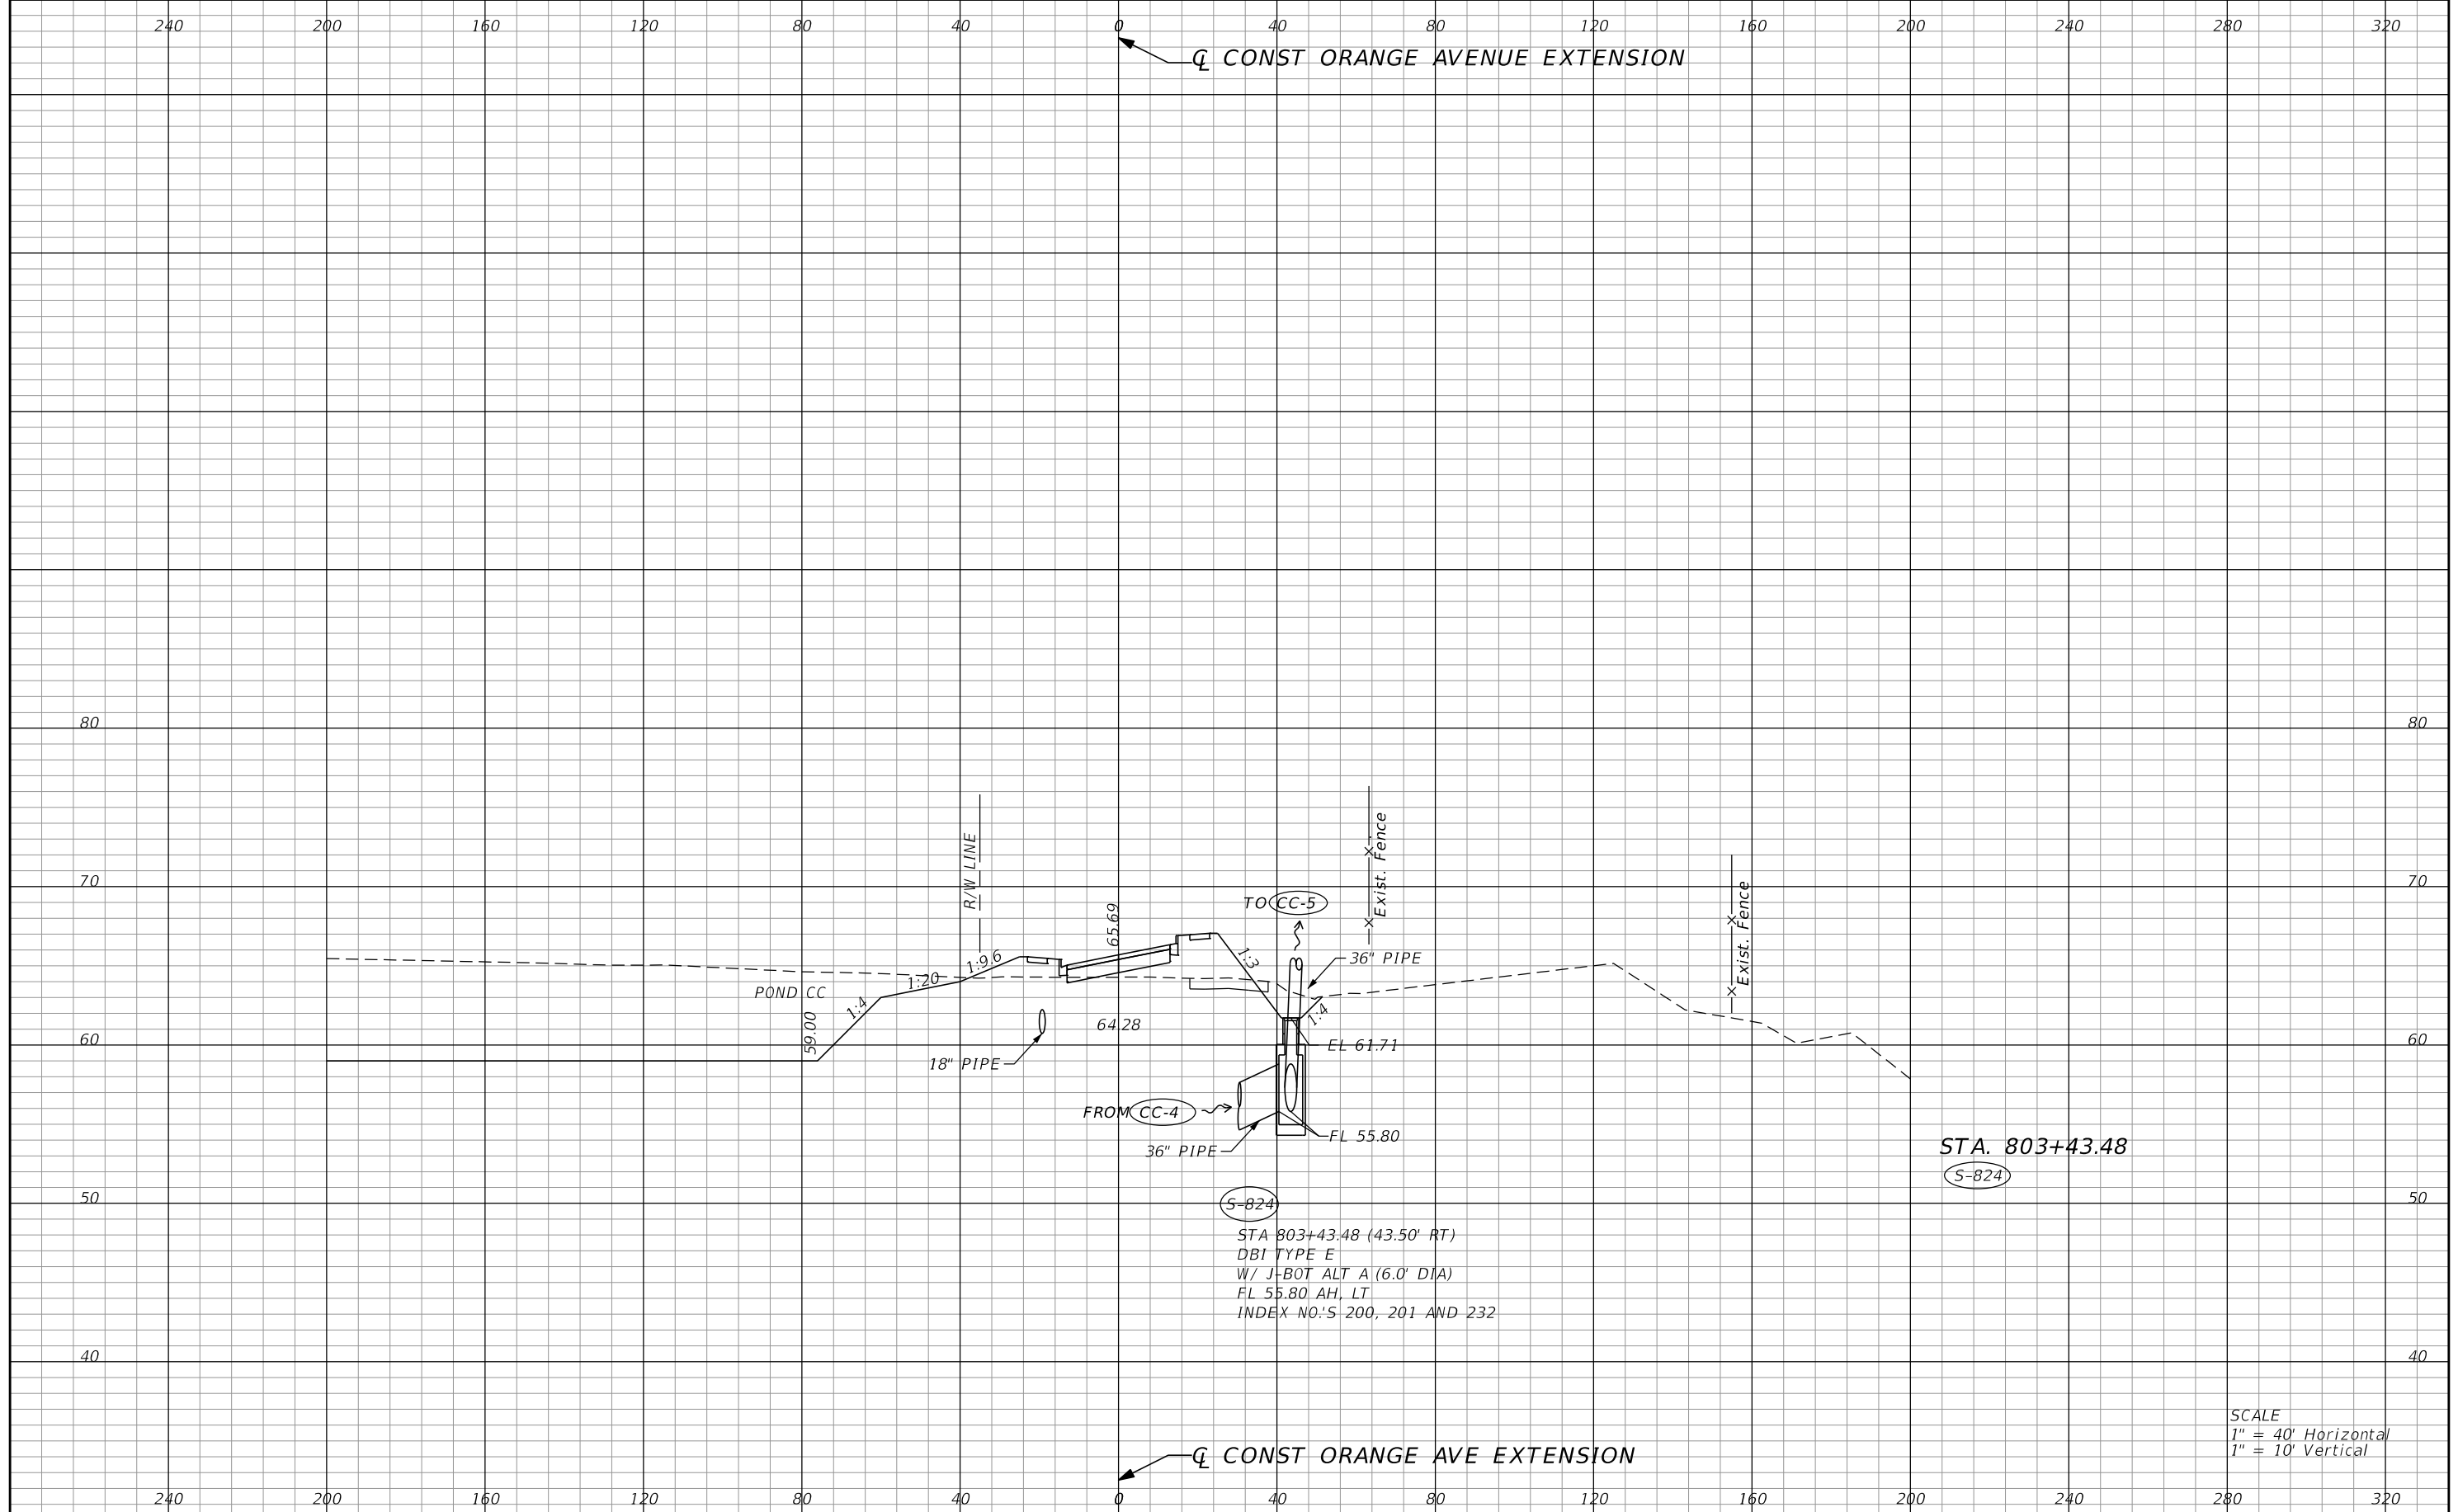 240 200 160 120 80 40 0 40 80 120 160 200 240 280 320
℄ CONST ORANGE AVENUE EXTENSION
80 80
70 70
R/W LINE
Exist. Fence
Exist. Fence
65.69
TO CC-5
1:9.6
1:20
1:4
1:3
36" PIPE
POND CC
59.00
1:4
64.28
60 60
EL 61.71
18" PIPE
FROM CC-4
FL 55.80
36" PIPE
STA. 803+43.48
S-824
50 50
S-824
STA 803+43.48 (43.50' RT)
DBI TYPE E
W/ J-BOT ALT A (6.0' DIA)
FL 55.80 AH, LT
INDEX NO.'S 200, 201 AND 232
40 40
SCALE
1" = 40' Horizontal
1" = 10' Vertical
℄ CONST ORANGE AVE EXTENSION
240 200 160 120 80 40 0 40 80 120 160 200 240 280 320